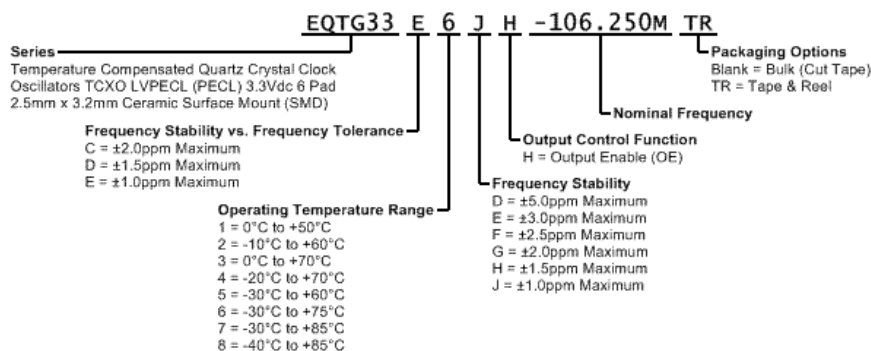 EQTG33 E 6 J H -106.250M TR
Series
Temperature Compensated Quartz Crystal Clock
Oscillators TCXO LVPECL (PECL) 3.3Vdc 6 Pad
2.5mm x 3.2mm Ceramic Surface Mount (SMD)
Packaging Options
Blank = Bulk (Cut Tape)
TR = Tape & Reel
Nominal Frequency
Frequency Stability vs. Frequency Tolerance
C = ±2.0ppm Maximum
D = ±1.5ppm Maximum
E = ±1.0ppm Maximum
Output Control Function
H = Output Enable (OE)
Operating Temperature Range
1 = 0°C to +50°C
2 = -10°C to +60°C
3 = 0°C to +70°C
4 = -20°C to +70°C
5 = -30°C to +60°C
6 = -30°C to +75°C
7 = -30°C to +85°C
8 = -40°C to +85°C
Frequency Stability
D = ±5.0ppm Maximum
E = ±3.0ppm Maximum
F = ±2.5ppm Maximum
G = ±2.0ppm Maximum
H = ±1.5ppm Maximum
J = ±1.0ppm Maximum